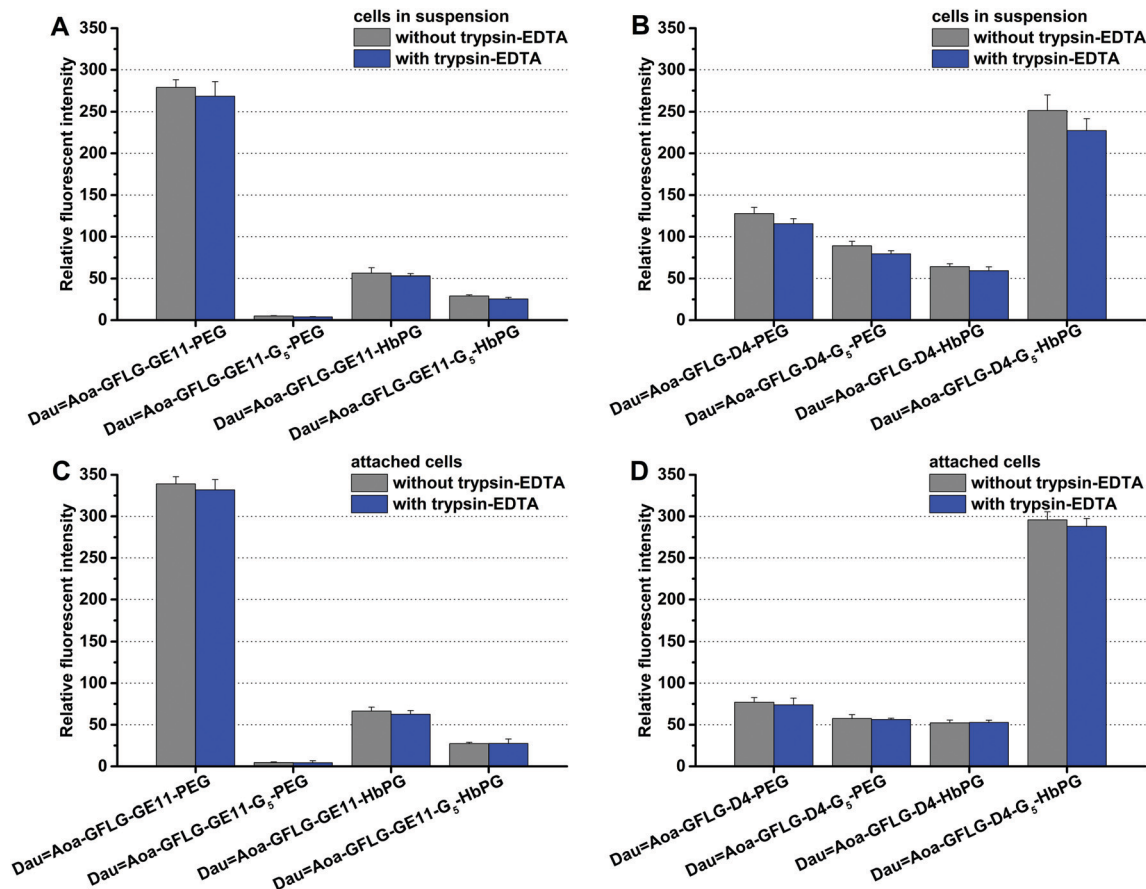 A
cells in suspension
without trypsin-EDTA
with trypsin-EDTA
Relative fluorescent intensity
350
300
250
200
150
100
50
0
Dau=Aoa-GFLG-GE11-PEG
Dau=Aoa-GFLG-GE11-G₅-PEG
Dau=Aoa-GFLG-GE11-HbPG
Dau=Aoa-GFLG-GE11-G₅-HbPG
B
cells in suspension
without trypsin-EDTA
with trypsin-EDTA
Relative fluorescent intensity
350
300
250
200
150
100
50
0
Dau=Aoa-GFLG-D4-PEG
Dau=Aoa-GFLG-D4-G₅-PEG
Dau=Aoa-GFLG-D4-HbPG
Dau=Aoa-GFLG-D4-G₅-HbPG
C
attached cells
without trypsin-EDTA
with trypsin-EDTA
Relative fluorescent intensity
350
300
250
200
150
100
50
0
Dau=Aoa-GFLG-GE11-PEG
Dau=Aoa-GFLG-GE11-G₅-PEG
Dau=Aoa-GFLG-GE11-HbPG
Dau=Aoa-GFLG-GE11-G₅-HbPG
D
attached cells
without trypsin-EDTA
with trypsin-EDTA
Relative fluorescent intensity
350
300
250
200
150
100
50
0
Dau=Aoa-GFLG-D4-PEG
Dau=Aoa-GFLG-D4-G₅-PEG
Dau=Aoa-GFLG-D4-HbPG
Dau=Aoa-GFLG-D4-G₅-HbPG